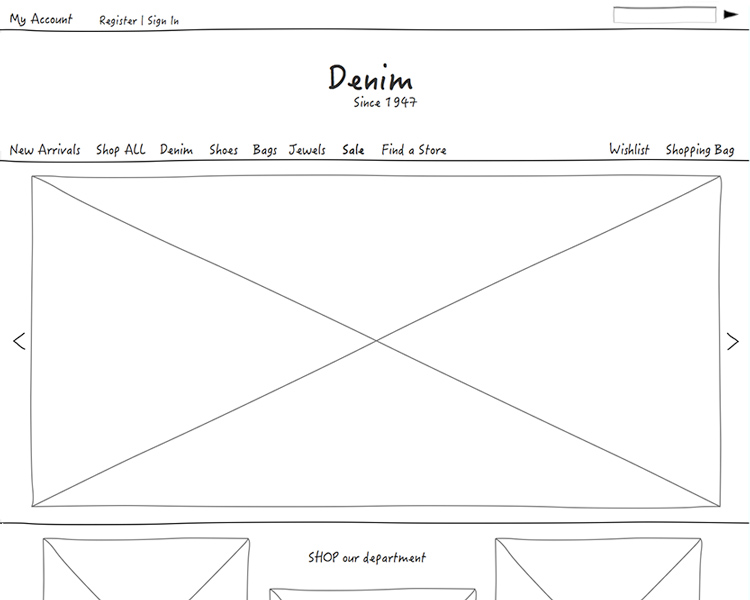 My Account Register | Sign In
Denim
Since 1947
New Arrivals Shop ALL Denim Shoes Bags Jewels Sale Find a Store Wishlist Shopping Bag
SHOP our department